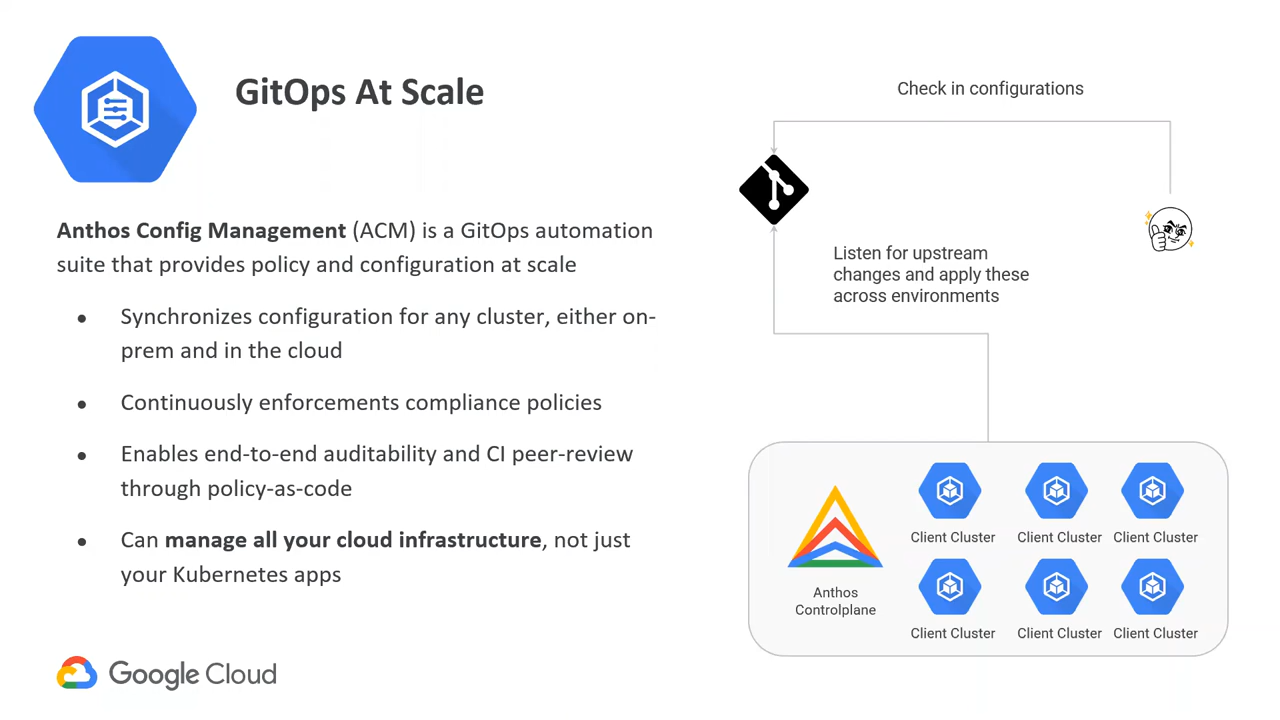 GitOps At Scale
Anthos Config Management (ACM) is a GitOps automation
suite that provides policy and configuration at scale
● Synchronizes configuration for any cluster, either on-
prem and in the cloud
● Continuously enforcements compliance policies
● Enables end-to-end auditability and CI peer-review
through policy-as-code
● Can manage all your cloud infrastructure, not just
your Kubernetes apps
Google Cloud
Check in configurations
Listen for upstream
changes and apply these
across environments
Anthos
Controlplane
Client Cluster
Client Cluster
Client Cluster
Client Cluster
Client Cluster
Client Cluster